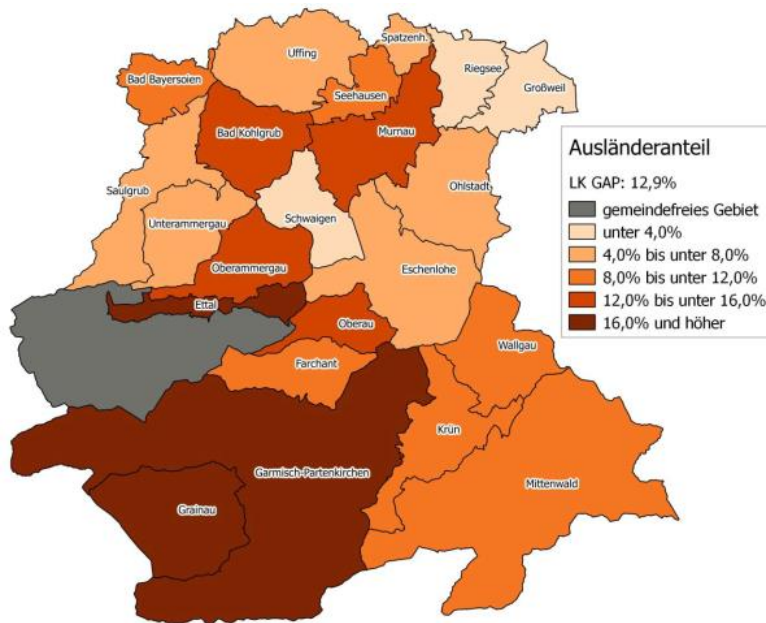 Uffing
Spatzenh.
Riegsee
Großweil
Bad Bayersoien
Seehausen
Bad Kohlgrub
Murnau
Ohlstadt
Saulgrub
Unterammergau
Schwaigen
Oberammergau
Eschenlohe
Ettal
Oberau
Farchant
Wallgau
Krün
Garmisch-Partenkirchen
Grainau
Mittenwald
Ausländeranteil
LK GAP: 12,9%
gemeindefreies Gebiet
unter 4,0%
4,0% bis unter 8,0%
8,0% bis unter 12,0%
12,0% bis unter 16,0%
16,0% und höher